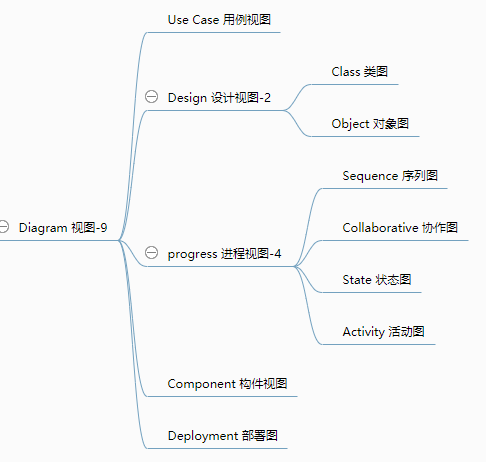 Use Case 用例视图
Class 类图
Design 设计视图-2
Object 对象图
Sequence 序列图
Diagram 视图-9
Collaborative 协作图
progress 进程视图-4
State 状态图
Activity 活动图
Component 构件视图
Deployment 部署图